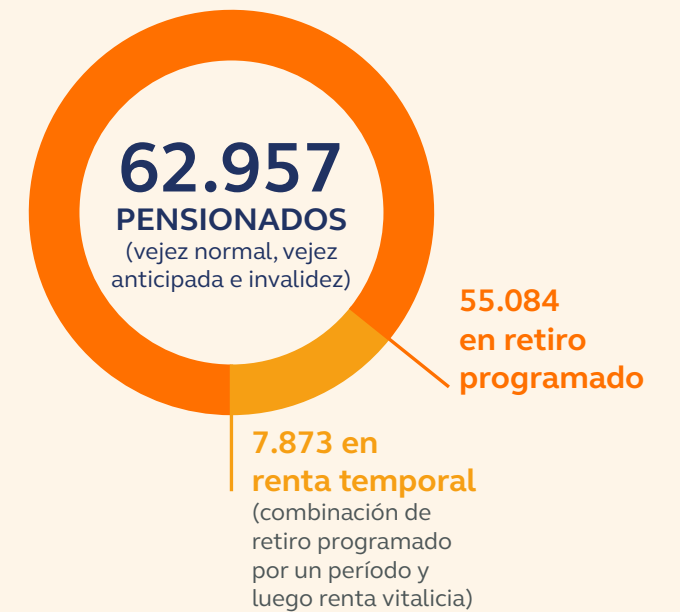 62.957
PENSIONADOS
(vejez normal, vejez
anticipada e invalidez)
55.084
en retiro
programado
7.873 en
renta temporal
(combinación de
retiro programado
por un período y
luego renta vitalicia)